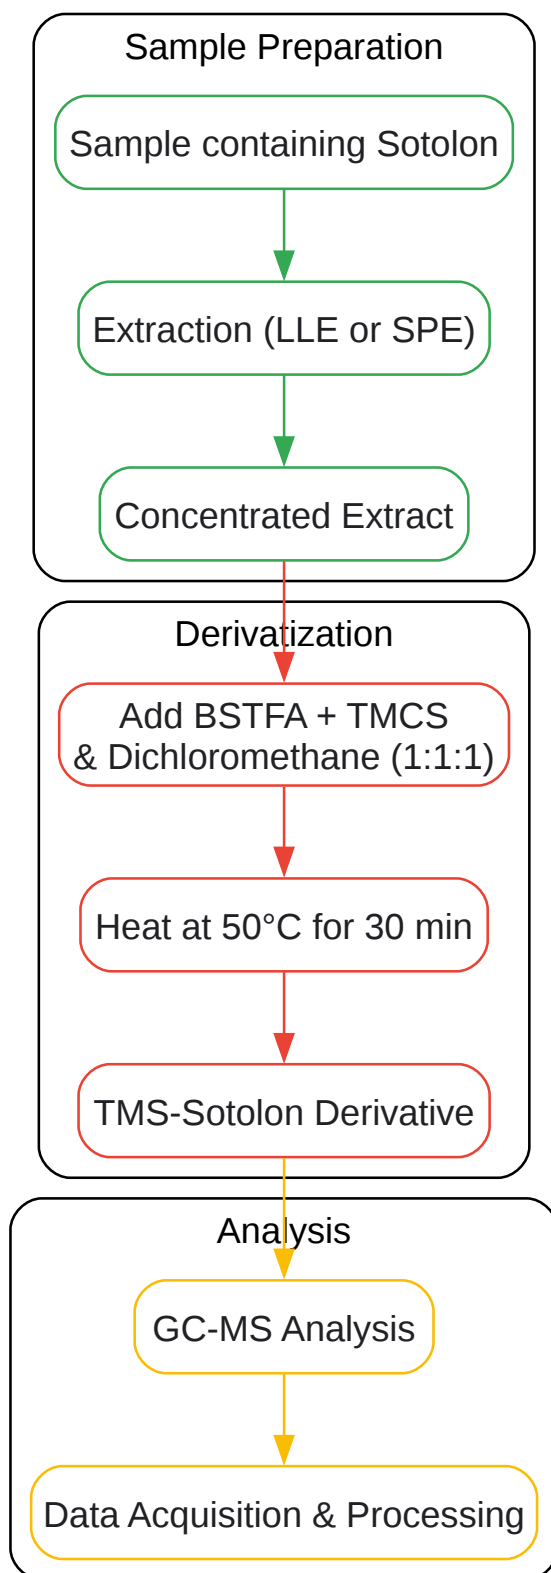 Sample Preparation
Sample containing Sotolon
Extraction (LLE or SPE)
Concentrated Extract
Derivatization
Add BSTFA + TMCS
& Dichloromethane (1:1:1)
Heat at 50°C for 30 min
TMS-Sotolon Derivative
Analysis
GC-MS Analysis
Data Acquisition & Processing